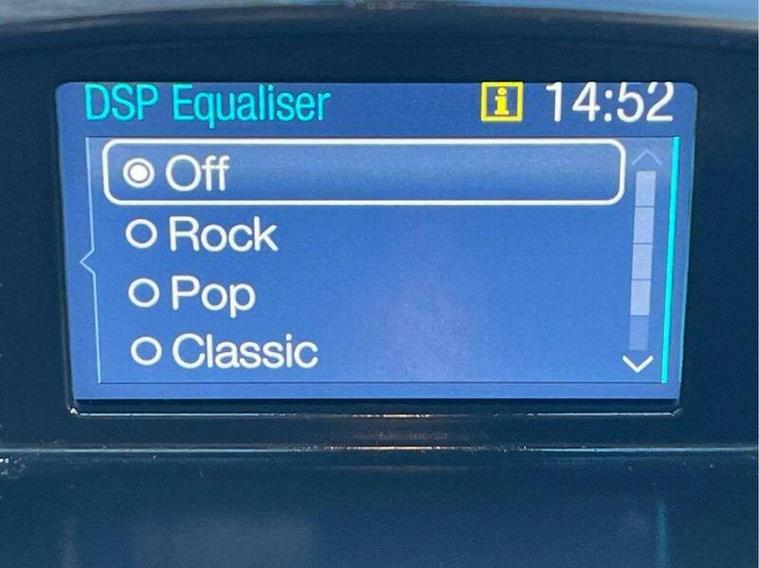 DSP Equaliser i 14:52
Off
Rock
Pop
Classic